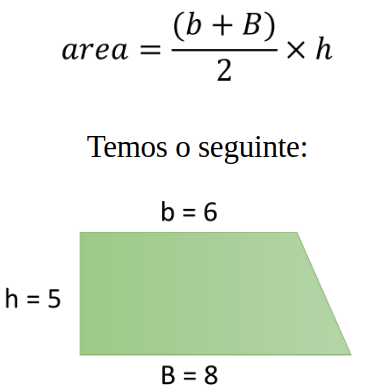 area = (b + B) / 2 × h
Temos o seguinte:
b = 6
h = 5
B = 8